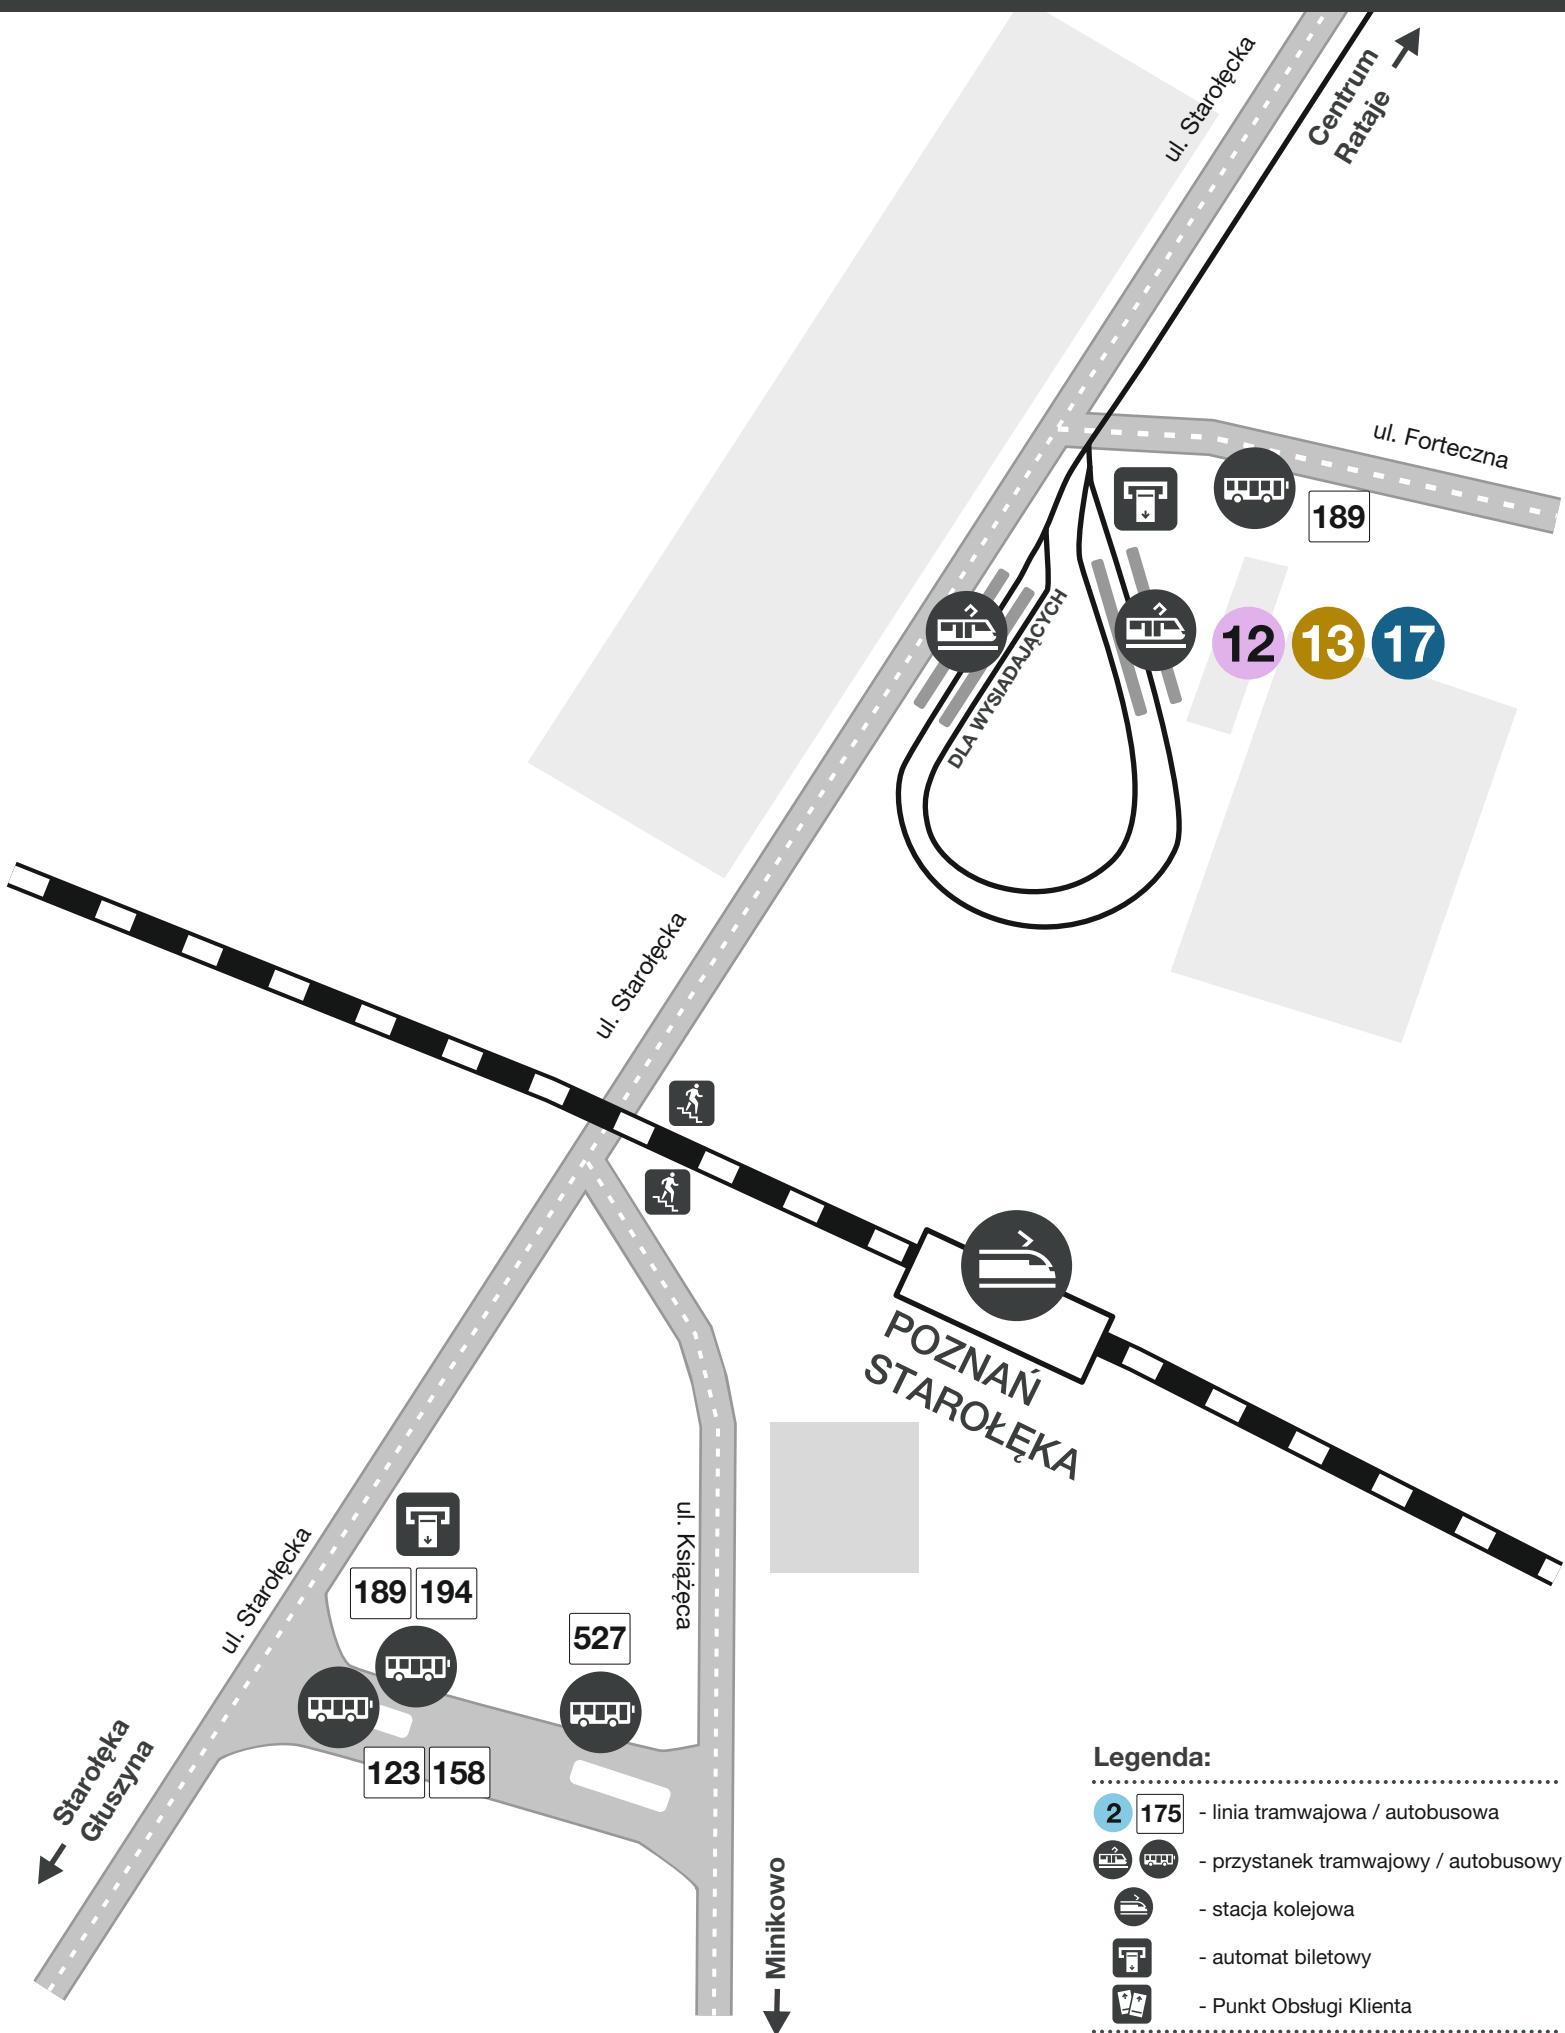 ul. Starołęcka
Centrum
Rataje
ul. Forteczna
189
12 13 17
DLA WYSIADAJĄCYCH
ul. Starołęcka
POZNAŃ
STAROŁĘKA
ul. Starołęcka
ul. Książęca
189 194
527
123 158
Starołęka
Głuszyna
Minikowo
Legenda:
2 175 - linia tramwajowa / autobusowa
- przystanek tramwajowy / autobusowy
- stacja kolejowa
- automat biletowy
- Punkt Obsługi Klienta